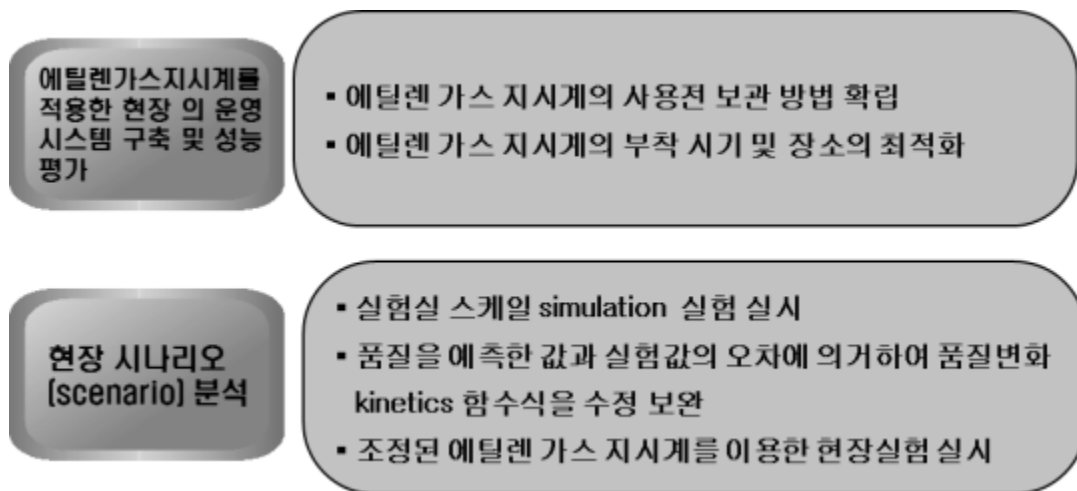 에틸렌가스지시계를
적용한 현장 의 운영
시스템 구축 및 성능
평가
▪ 에틸렌 가스 지시계의 사용전 보관 방법 확립
▪ 에틸렌 가스 지시계의 부착 시기 및 장소의 최적화
현장 시나리오
(scenario) 분석
▪ 실험실 스케일 simulation 실험 실시
▪ 품질을 예측한 값과 실험값의 오차에 의거하여 품질변화
kinetics 함수식을 수정 보완
▪ 조정된 에틸렌 가스 지시계를 이용한 현장실험 실시